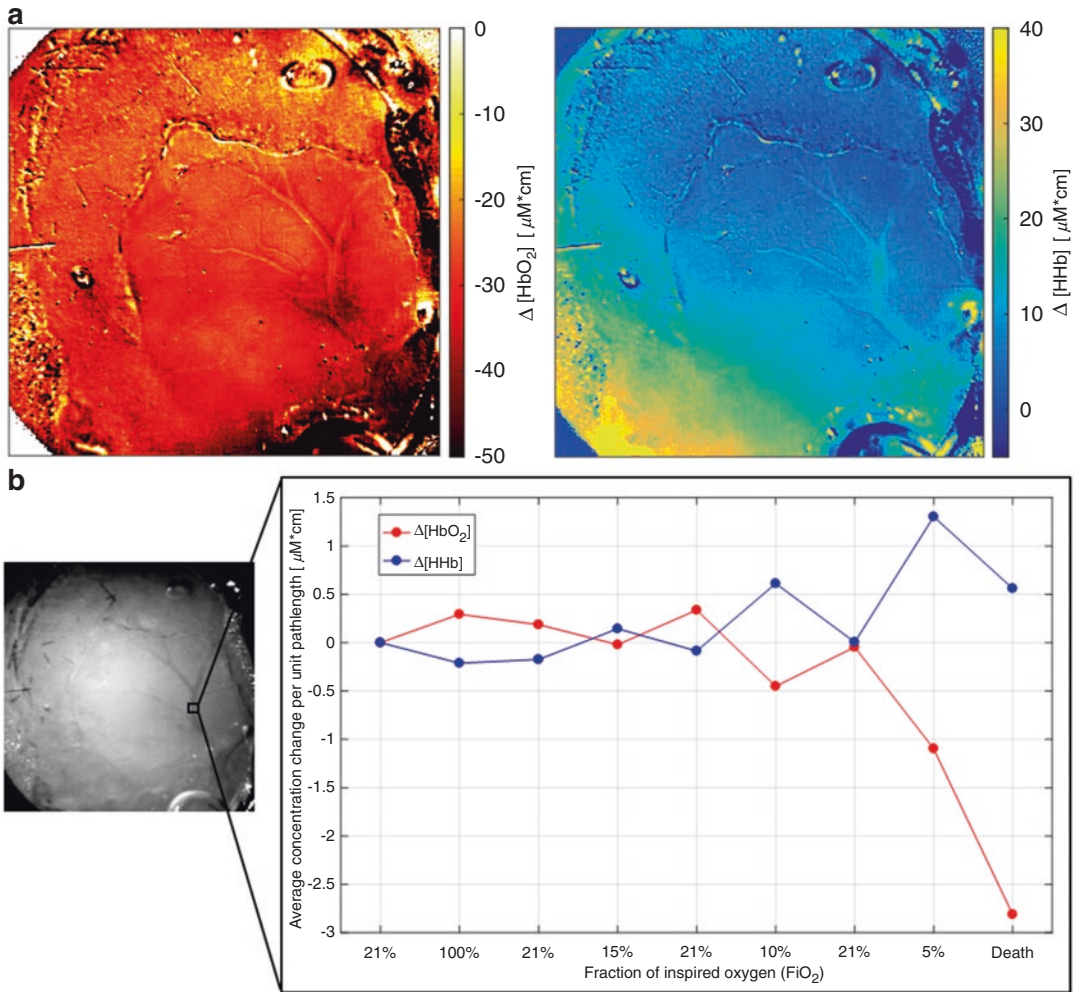 a
0
-10
-20
-30
-40
-50
Δ [HbO₂] [ μM*cm]
40
30
20
10
0
Δ [HHb] [ μM*cm]
b
Average concentration change per unit pathlength [ μM*cm]
1.5
1
0.5
0
-0.5
-1
-1.5
-2
-2.5
-3
Δ[HbO₂]
Δ[HHb]
21% 100% 21% 15% 21% 10% 21% 5% Death
Fraction of inspired oxygen (FiO₂)